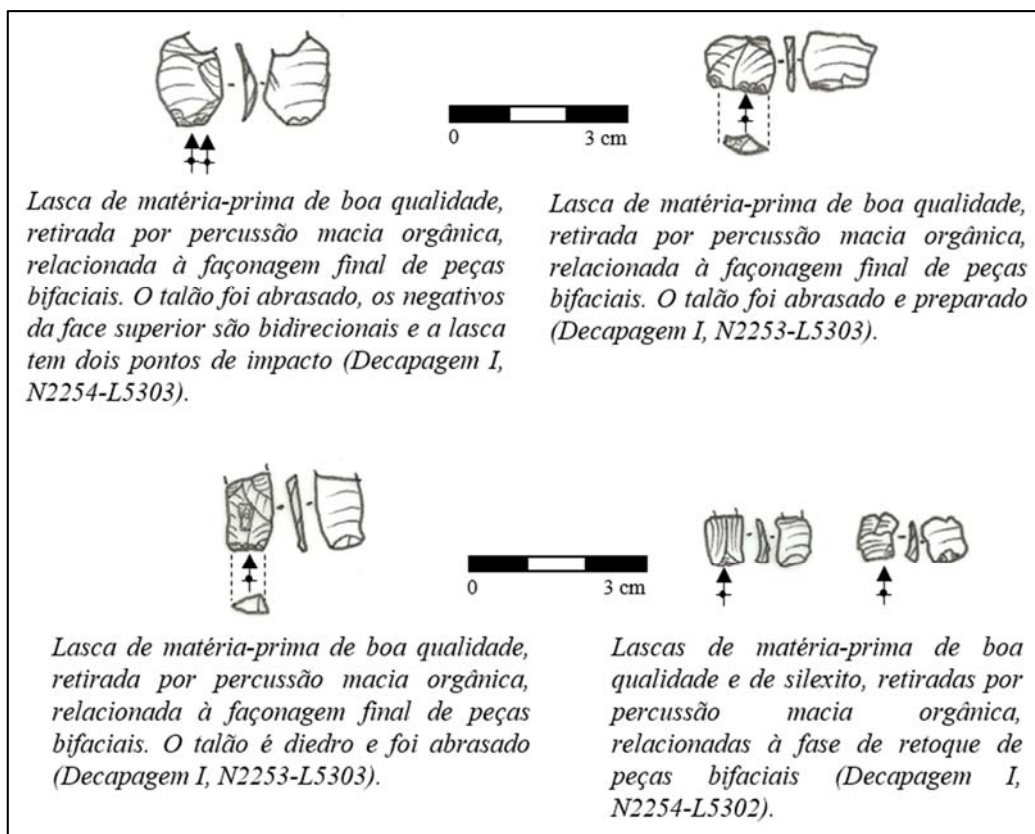 0
3 cm
Lasca de matéria-prima de boa qualidade,
retirada por percussão macia orgânica,
relacionada à façonagem final de peças
bifaciais. O talão foi abrasado, os negativos
da face superior são bidirecionais e a lasca
tem dois pontos de impacto (Decapagem I,
N2254-L5303).
Lasca de matéria-prima de boa qualidade,
retirada por percussão macia orgânica,
relacionada à façonagem final de peças
bifaciais. O talão foi abrasado e preparado
(Decapagem I, N2253-L5303).
0
3 cm
Lasca de matéria-prima de boa qualidade,
retirada por percussão macia orgânica,
relacionada à façonagem final de peças
bifaciais. O talão é diedro e foi abrasado
(Decapagem I, N2253-L5303).
Lascas de matéria-prima de boa
qualidade e de silexito, retiradas por
percussão macia orgânica,
relacionadas à fase de retoque de
peças bifaciais (Decapagem I,
N2254-L5302).